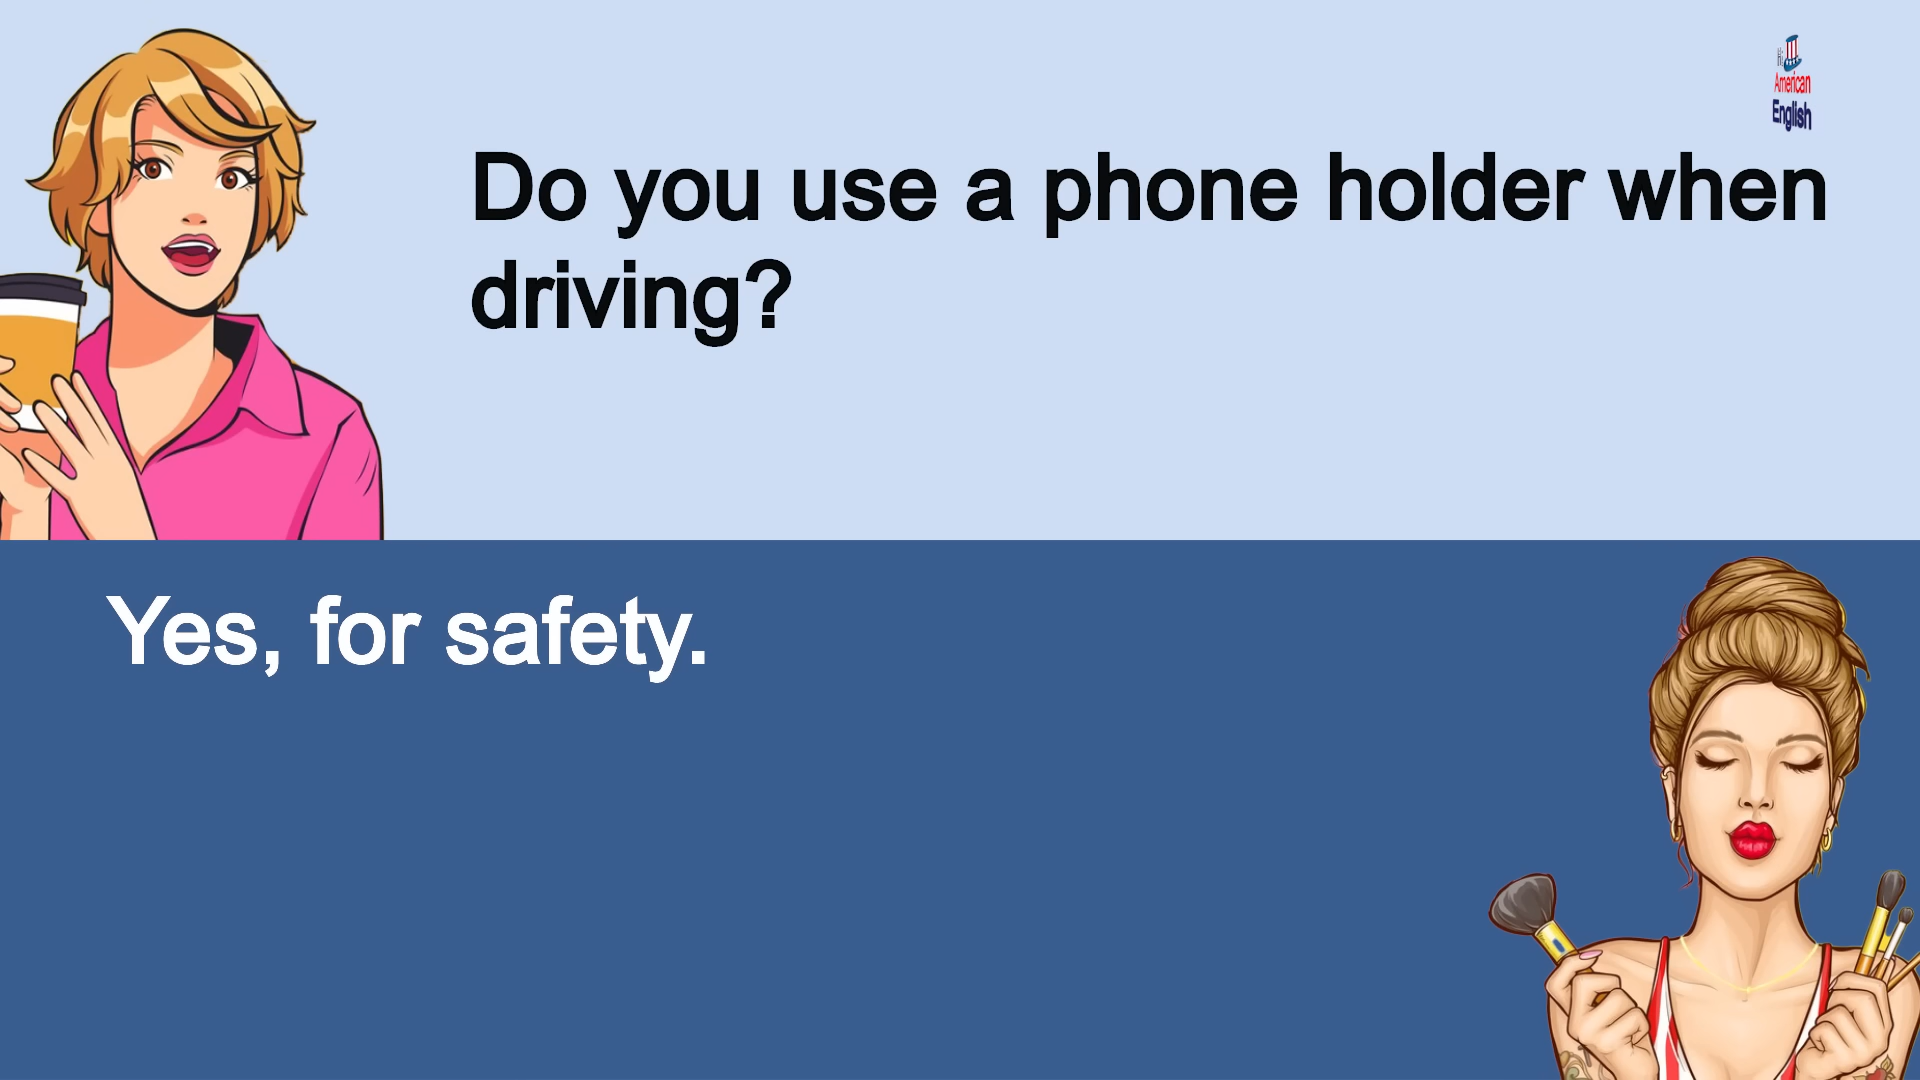 American
English
Do you use a phone holder when
driving?
Yes, for safety.